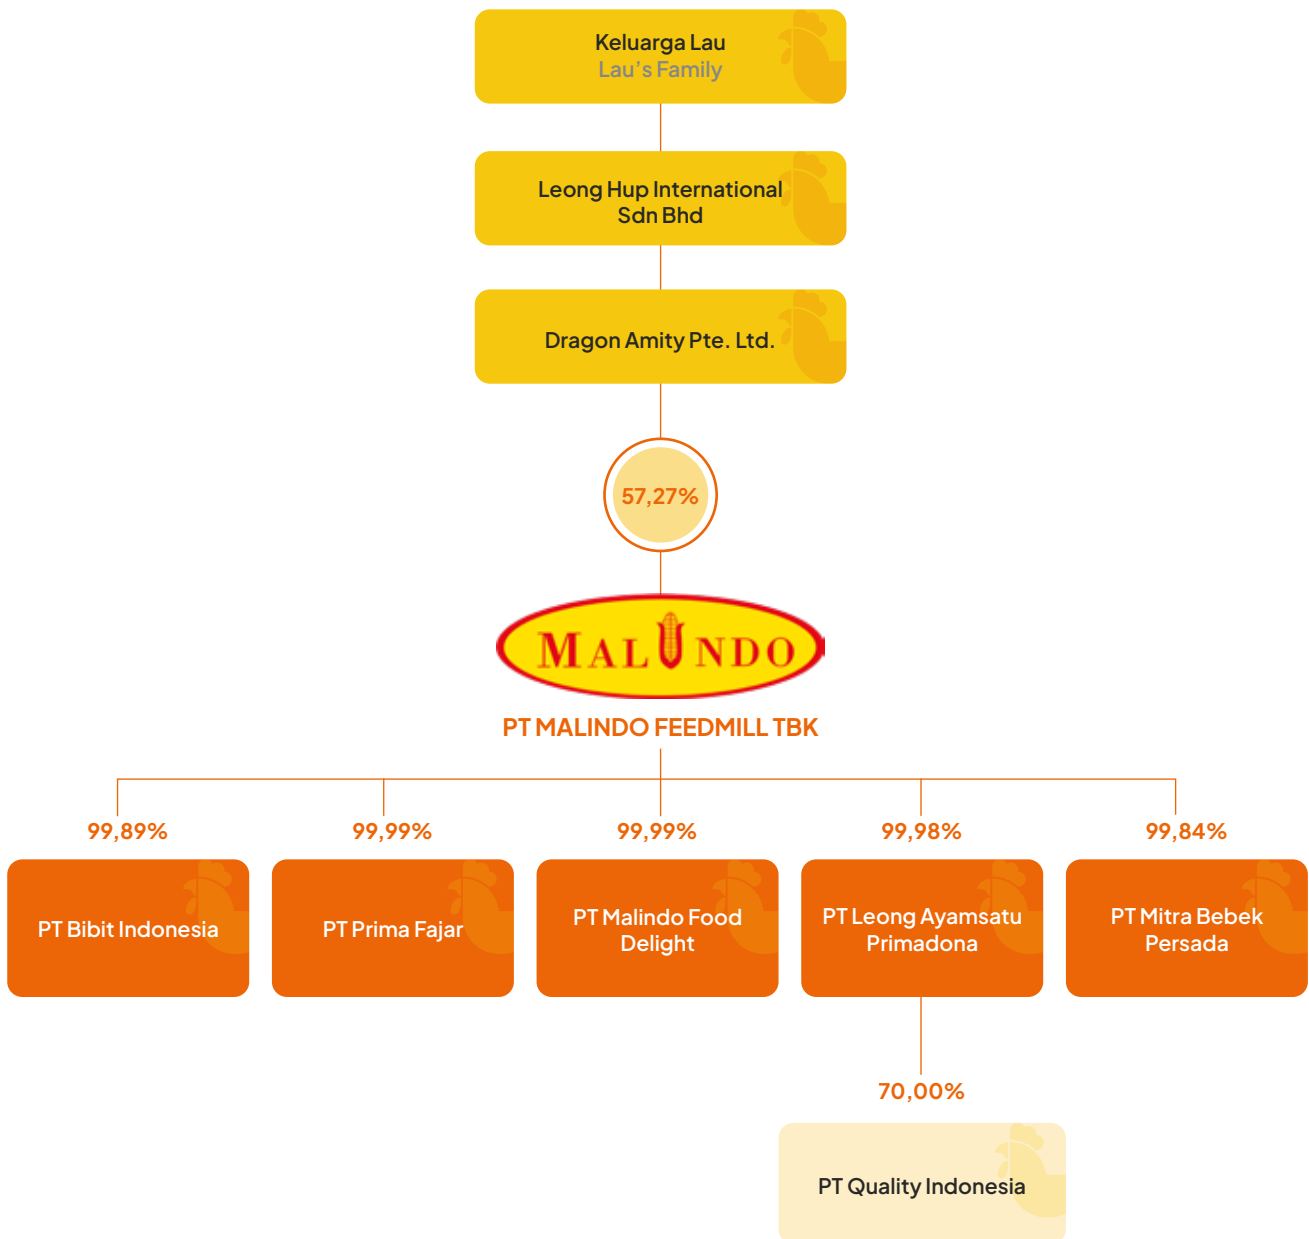 Keluarga Lau
Lau's Family
Leong Hup International
Sdn Bhd
Dragon Amity Pte. Ltd.
57,27%
MALINDO
PT MALINDO FEEDMILL TBK
99,89%
99,99%
99,99%
99,98%
99,84%
PT Bibit Indonesia
PT Prima Fajar
PT Malindo Food
Delight
PT Leong Ayamsatu
Primadona
PT Mitra Bebek
Persada
70,00%
PT Quality Indonesia